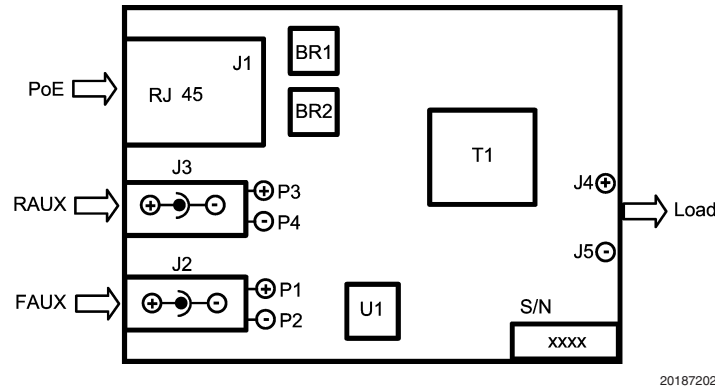 BR1
J1
PoE
RJ 45
BR2
T1
J3
P3
J4
RAUX
P4
Load
J2
J5
P1
FAUX
U1
S/N
P2
xxxx
20187202